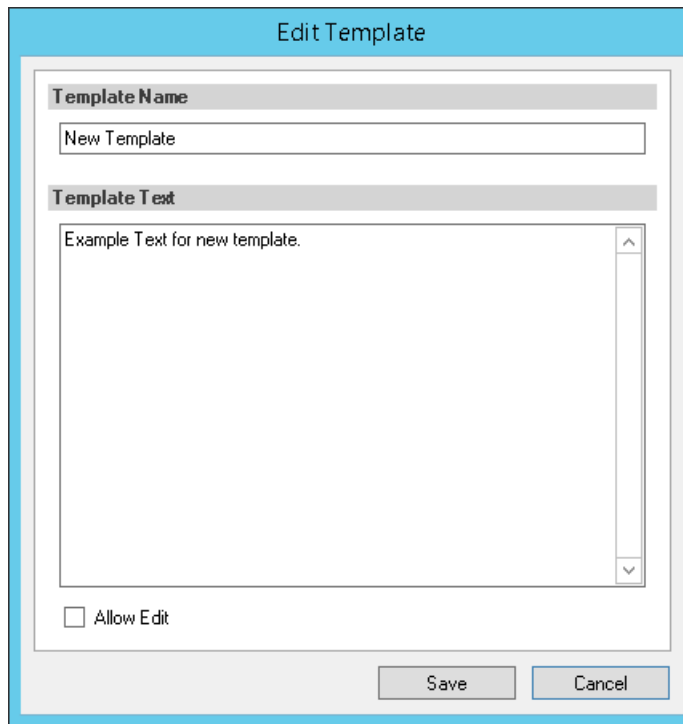 Edit Template
Template Name
New Template
Template Text
Example Text for new template.
Allow Edit
Save Cancel